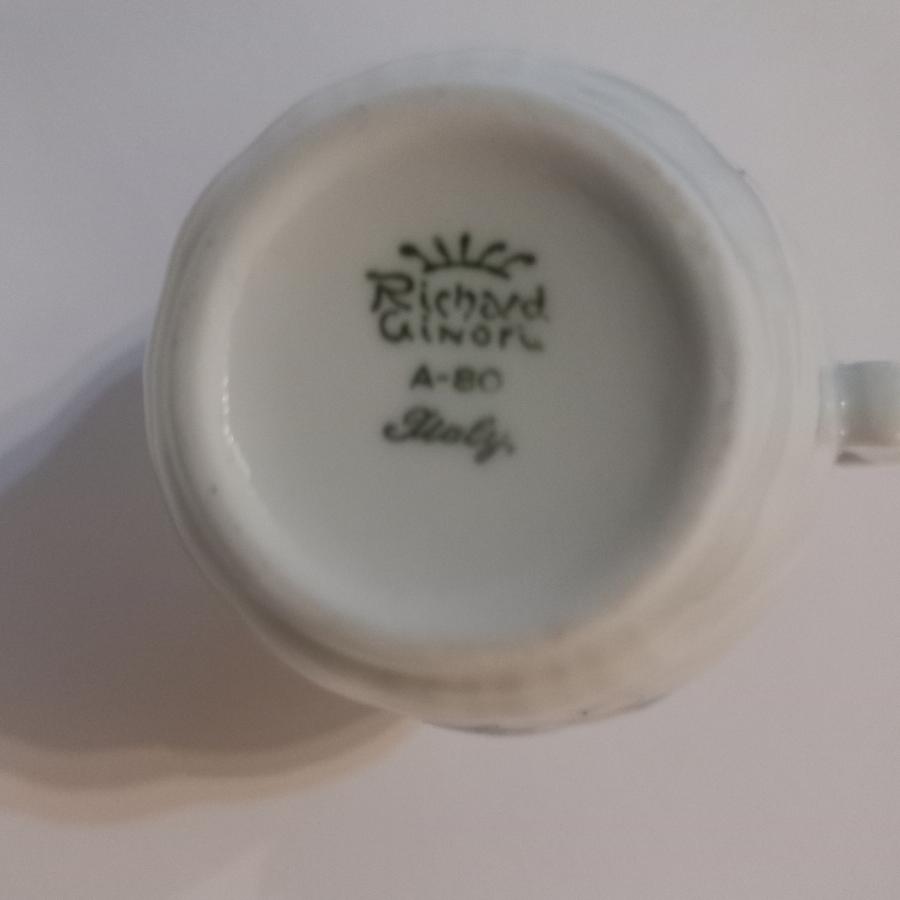 Richard
Ginori
A-80
Italy.